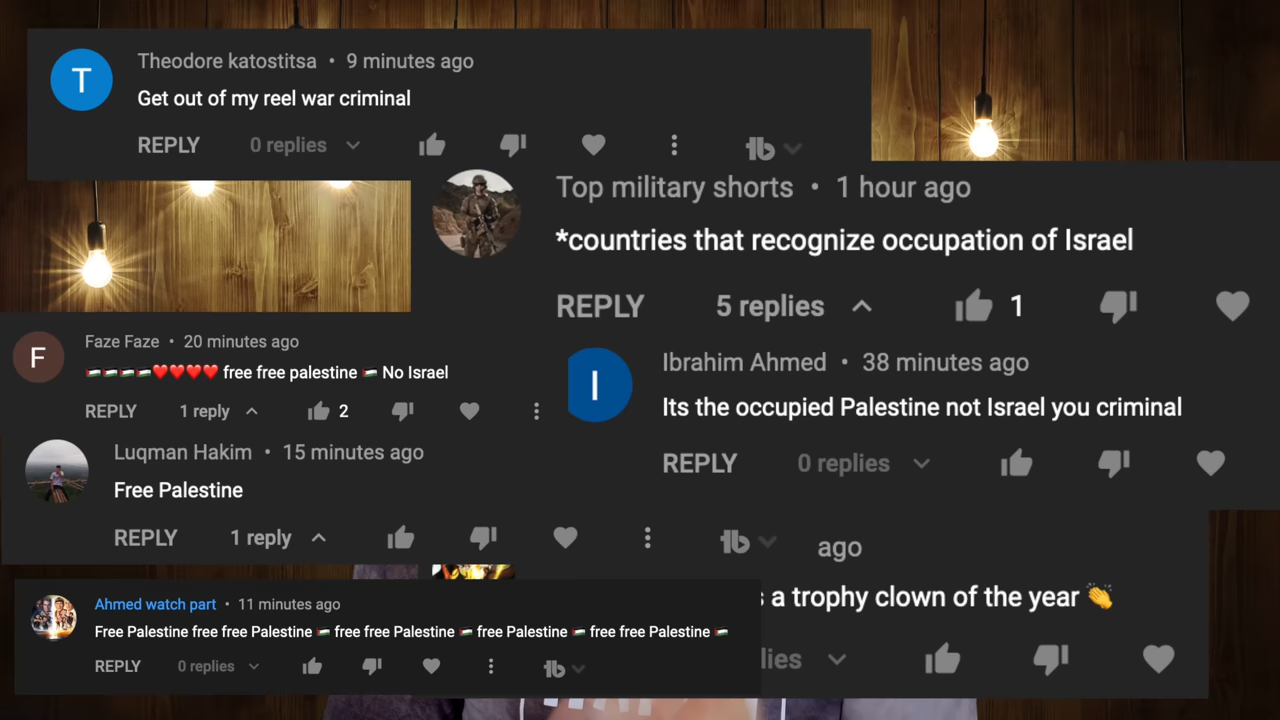 Theodore katostitsa • 9 minutes ago
Get out of my reel war criminal
REPLY 0 replies
Top military shorts • 1 hour ago
*countries that recognize occupation of Israel
REPLY 5 replies 1
Faze Faze • 20 minutes ago
🇵🇸🇵🇸🇵🇸🇵🇸❤️❤️❤️❤️ free free palestine 🇵🇸 No Israel
REPLY 1 reply 2
Ibrahim Ahmed • 38 minutes ago
Its the occupied Palestine not Israel you criminal
REPLY 0 replies
Luqman Hakim • 15 minutes ago
Free Palestine
REPLY 1 reply
ago
a trophy clown of the year 👏
lies
Ahmed watch part • 11 minutes ago
Free Palestine free free Palestine 🇵🇸 free free Palestine 🇵🇸 free Palestine 🇵🇸 free free Palestine 🇵🇸
REPLY 0 replies